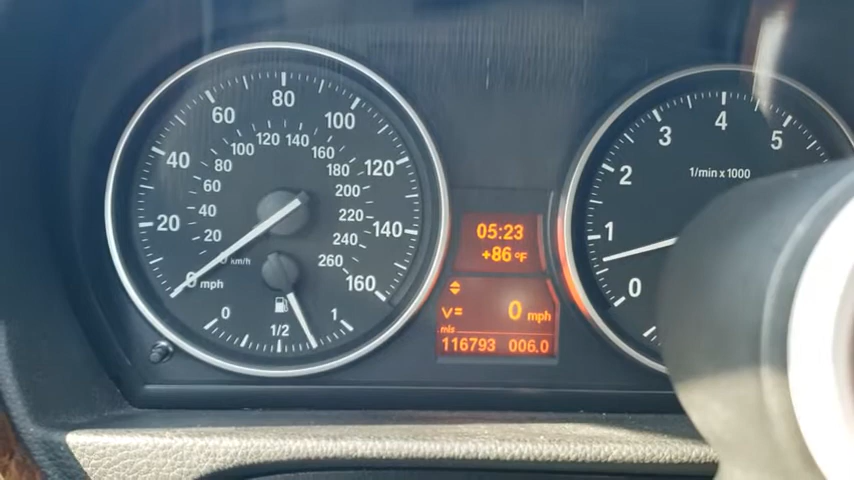 80
60 100
40 120
20 140
0 mph 160
120 140
100 160
80 180
60 200
40 220
20 240
km/h 260
0 1/2 1
05:23
+86 °F
V= 0 mph
mls
116793 006.0
4
3 5
2
1
0
1/min x 1000